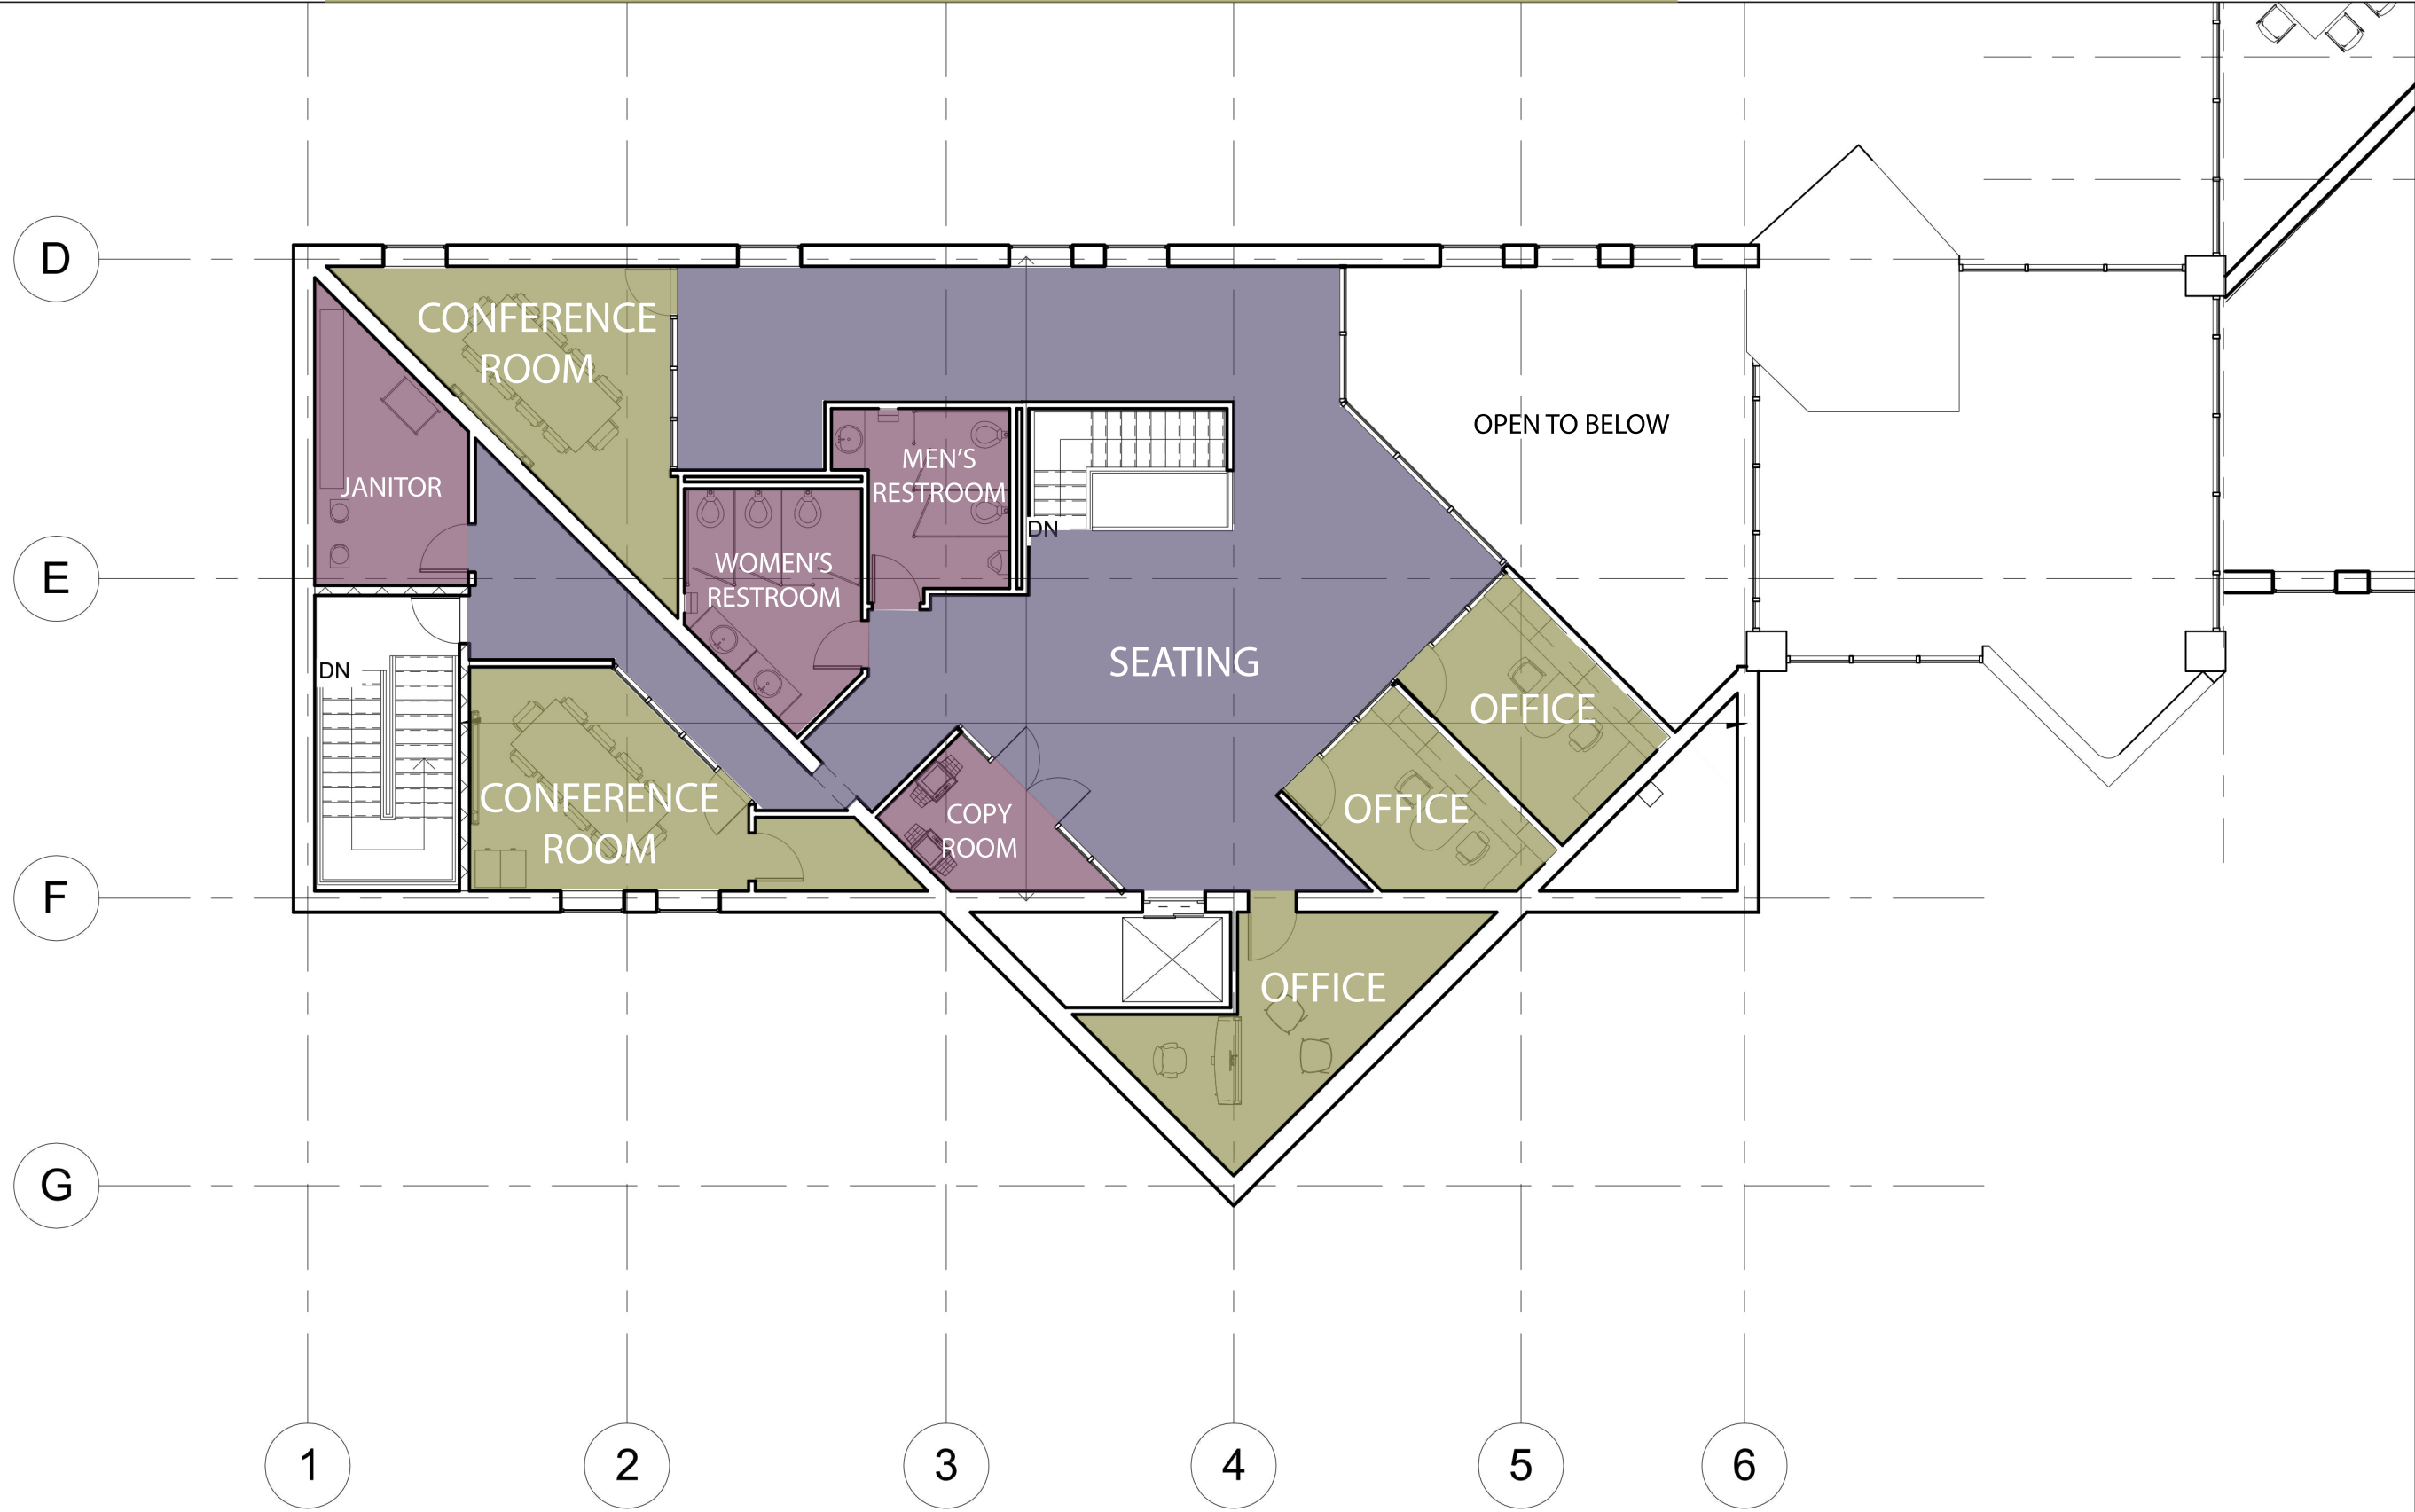 D
CONFERENCE
ROOM
OPEN TO BELOW
MEN'S
RESTROOM
JANITOR
DN
WOMEN'S
RESTROOM
E
SEATING
DN
OFFICE
CONFERENCE
ROOM
COPY
ROOM
OFFICE
F
OFFICE
G
1
2
3
4
5
6